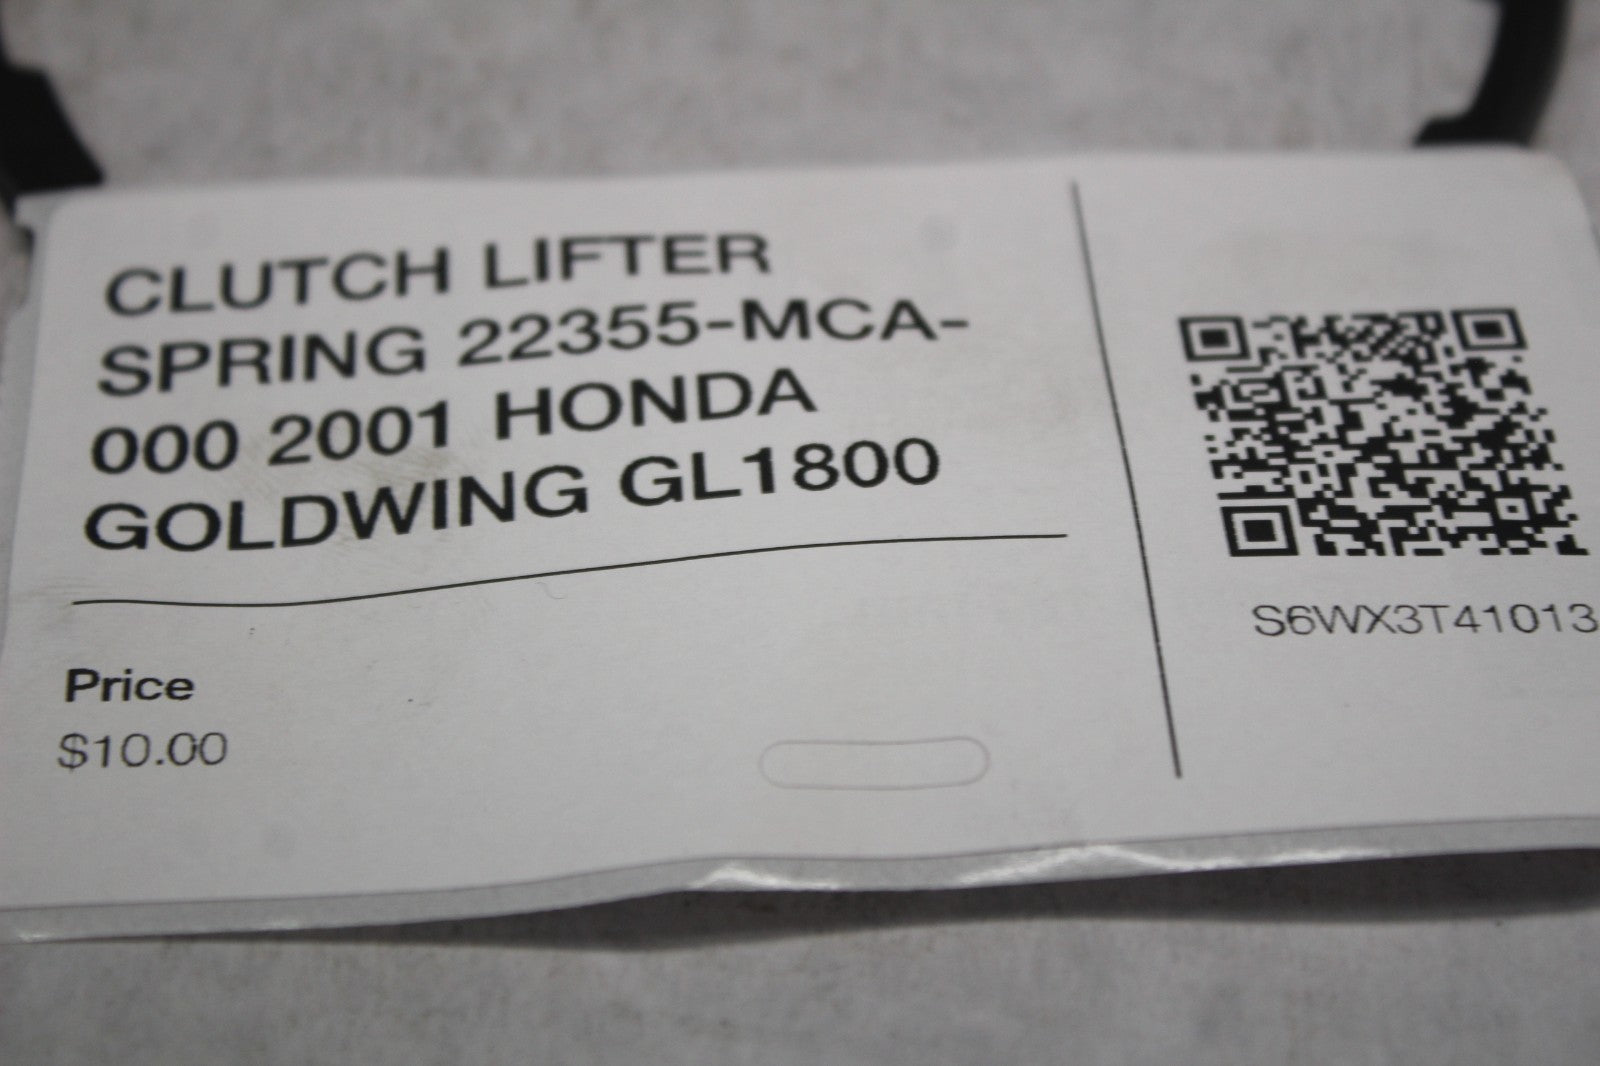 CLUTCH LIFTER
SPRING 22355-MCA-
000 2001 HONDA
GOLDWING GL1800
Price
$10.00
S6WX3T41013